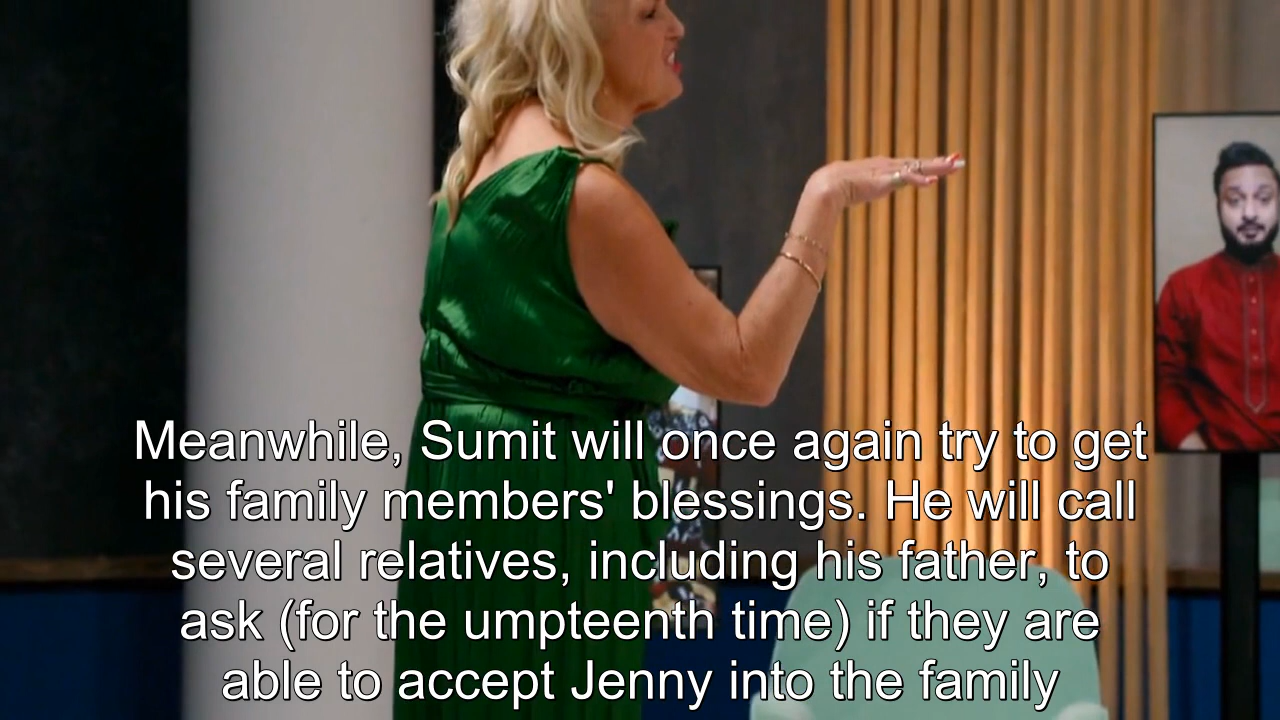 Meanwhile, Sumit will once again try to get
his family members' blessings. He will call
several relatives, including his father, to
ask (for the umpteenth time) if they are
able to accept Jenny into the family